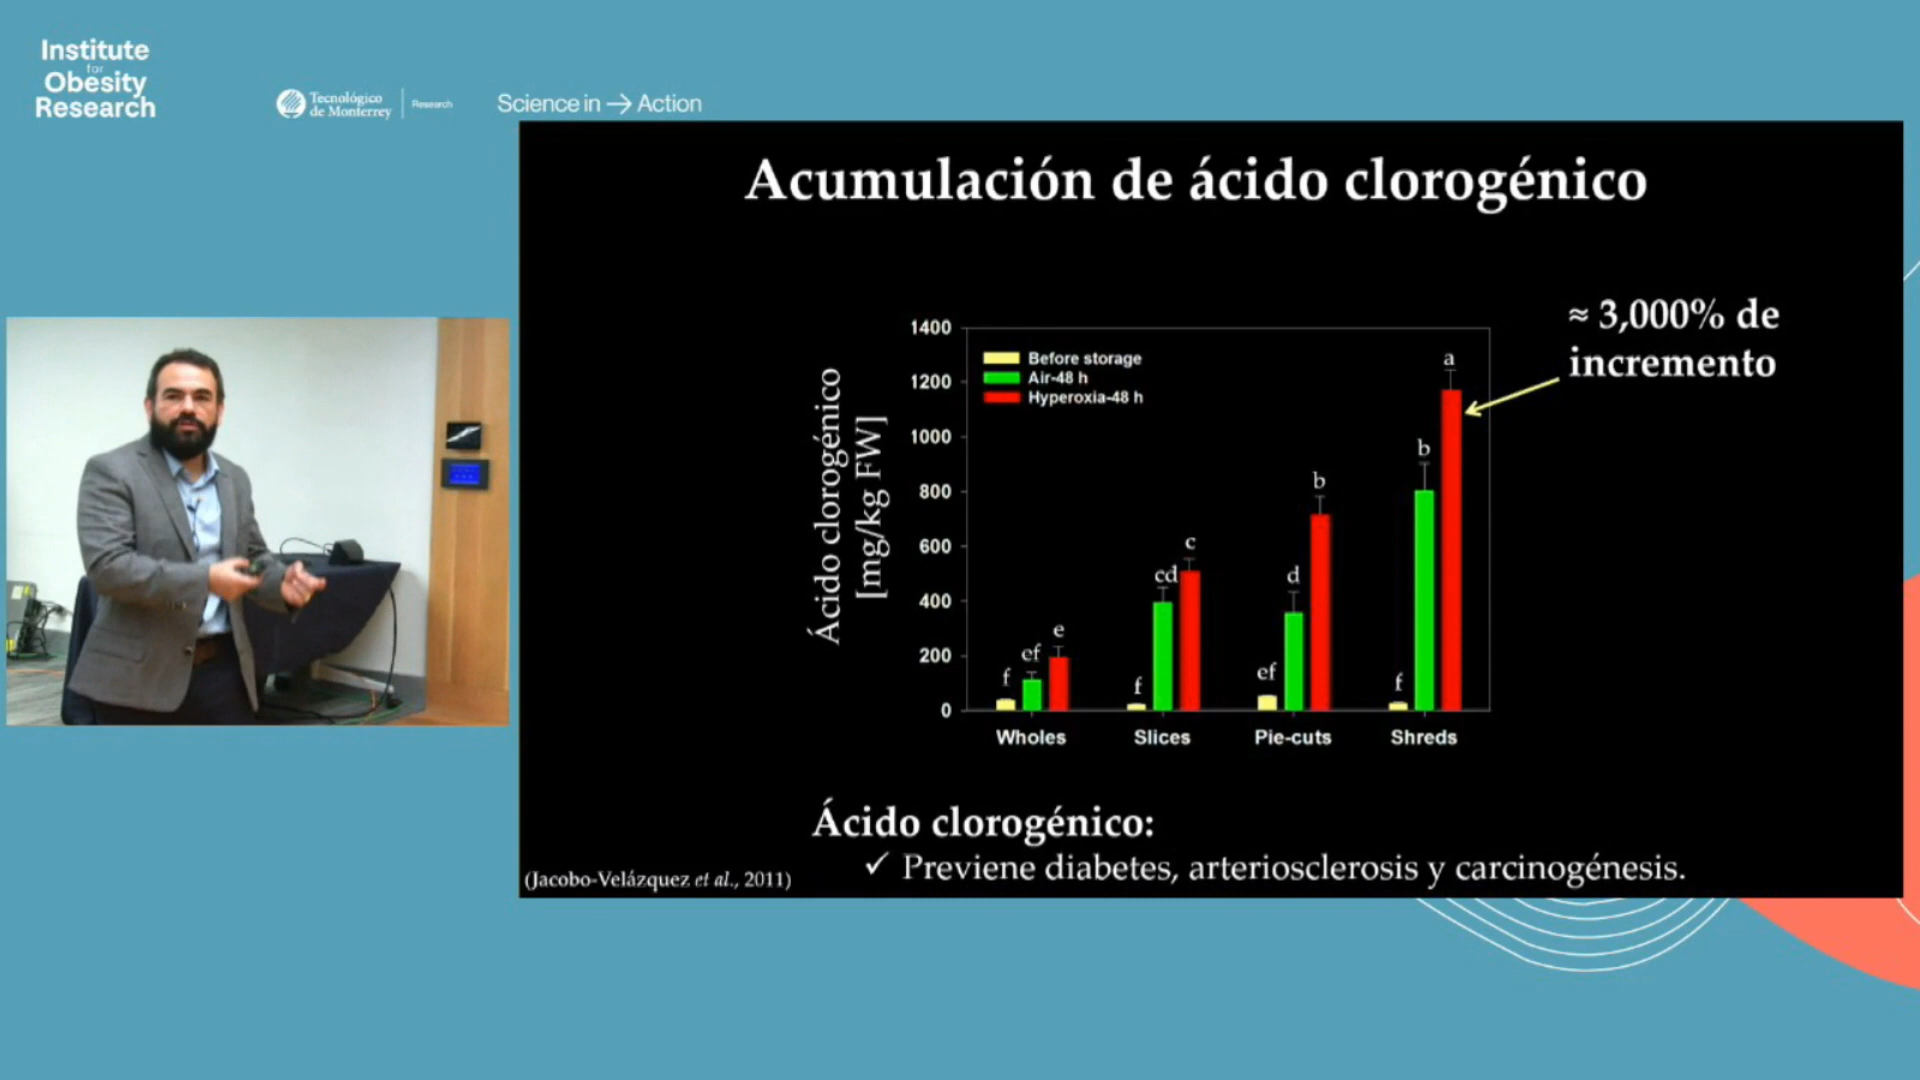 Institute
for
Obesity
Research
Tecnológico
de Monterrey
Research
Science in → Action
Acumulación de ácido clorogénico
≈ 3,000% de
incremento
Ácido clorogénico
[mg/kg FW]
1400
1200
1000
800
600
400
200
0
Before storage
Air-48 h
Hyperoxia-48 h
f
ef
e
f
cd
c
ef
d
b
f
b
a
Wholes
Slices
Pie-cuts
Shreds
Ácido clorogénico:
✓ Previene diabetes, arteriosclerosis y carcinogénesis.
(Jacobo-Velázquez et al., 2011)